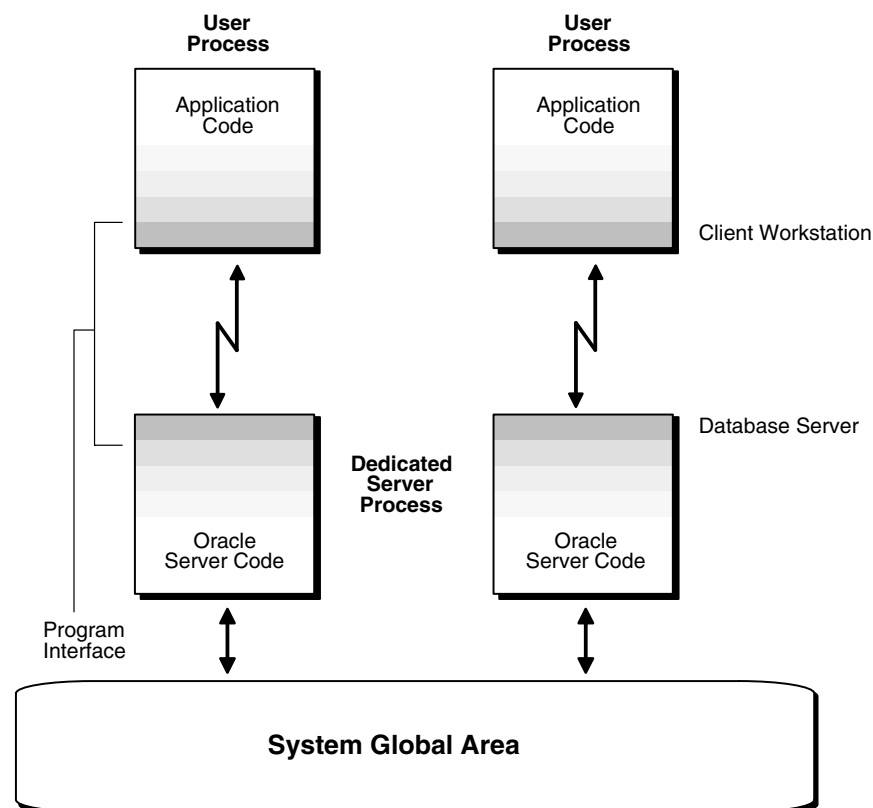 User
Process
User
Process
Application
Code
Application
Code
Client Workstation
Database Server
Dedicated
Server
Process
Oracle
Server Code
Oracle
Server Code
Program
Interface
System Global Area